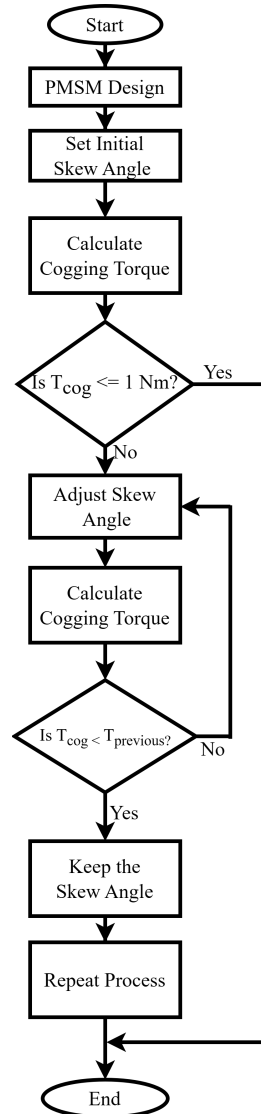 Start
PMSM Design
Set Initial
Skew Angle
Calculate
Cogging Torque
Is Tcog <= 1 Nm?
Yes
No
Adjust Skew
Angle
Calculate
Cogging Torque
Is Tcog < Tprevious?
No
Yes
Keep the
Skew Angle
Repeat Process
End